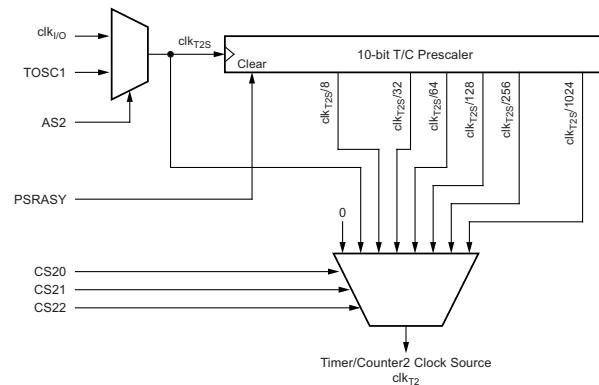 clkI/O
clkT2S
10-bit T/C Prescaler
Clear
TOSC1
AS2
clkT2S/8
clkT2S/32
clkT2S/64
clkT2S/128
clkT2S/256
clkT2S/1024
PSRASY
0
CS20
CS21
CS22
Timer/Counter2 Clock Source
clkT2